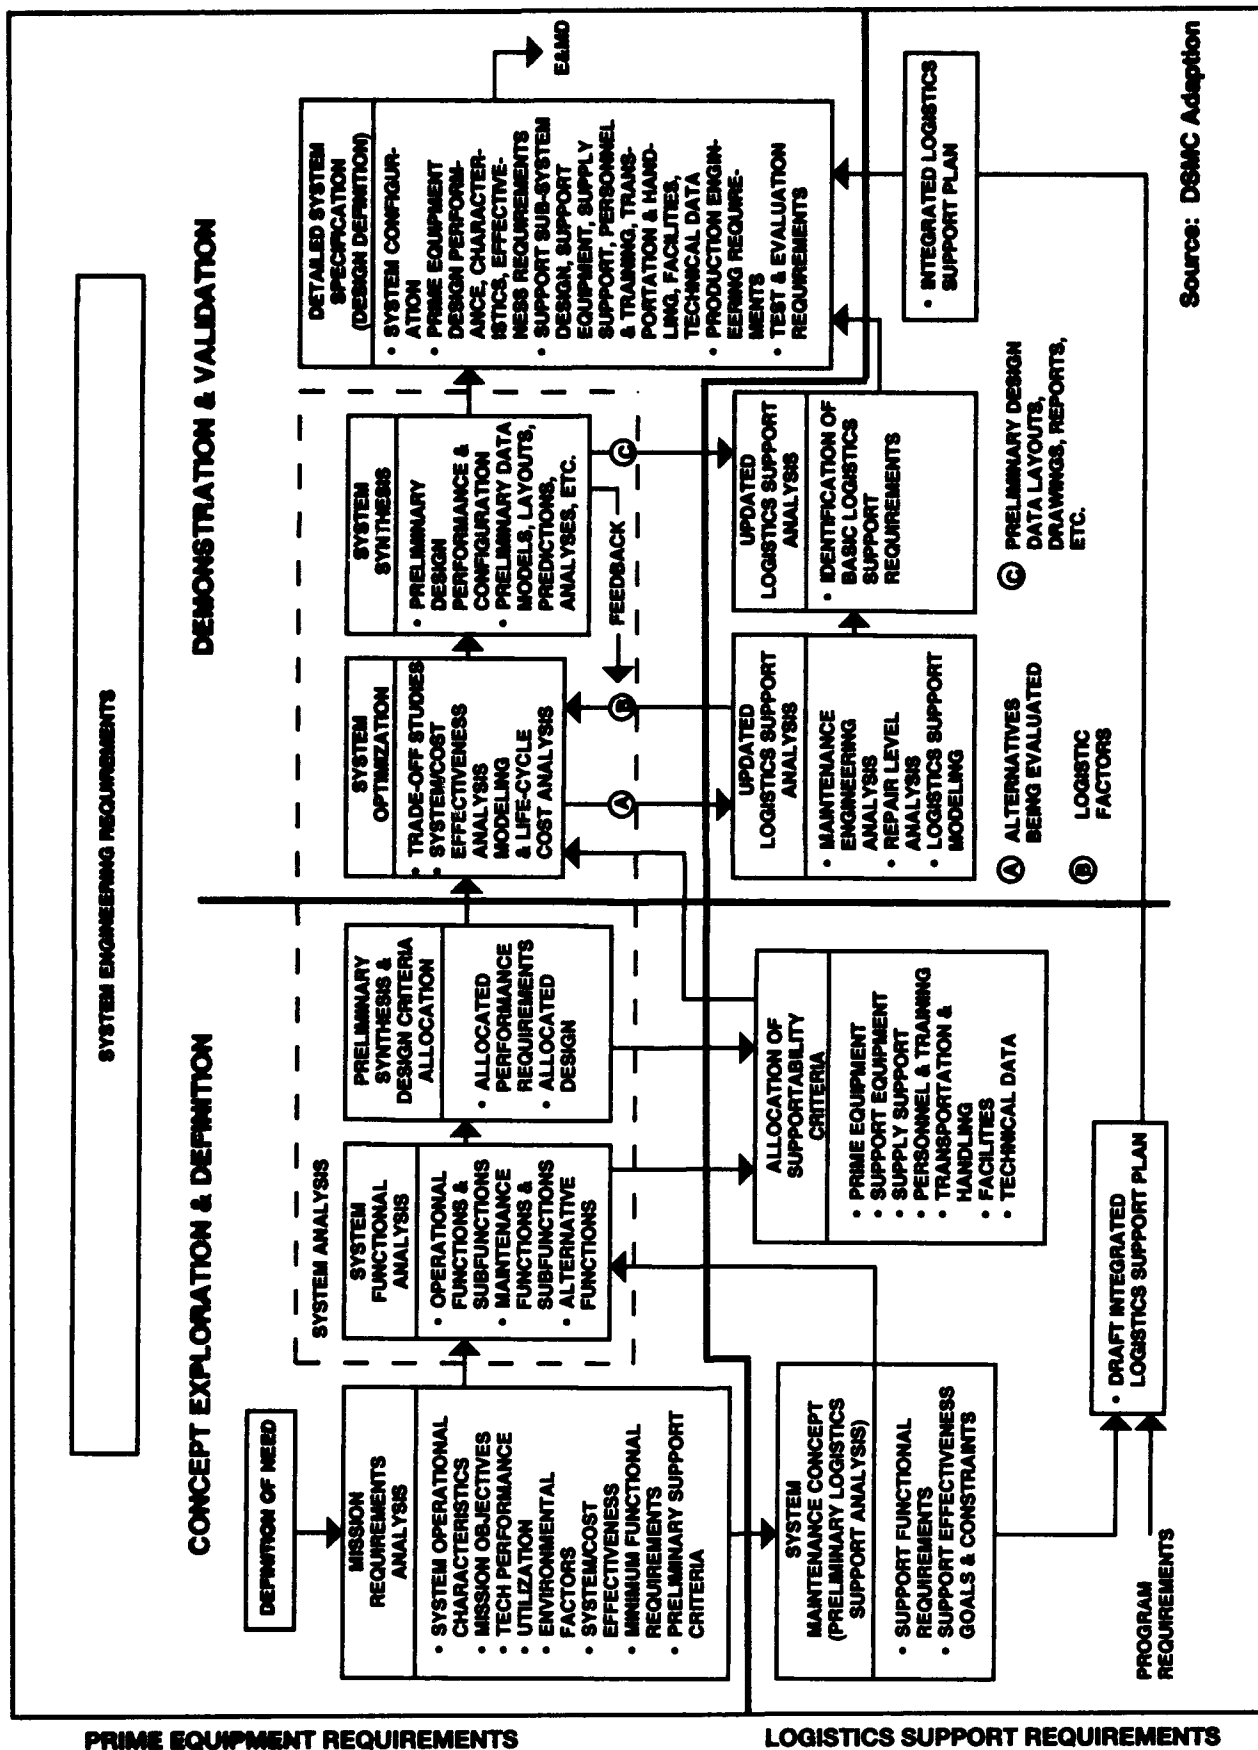 SYSTEM ENGINEERING REQUIREMENTS
CONCEPT EXPLORATION & DEFINITION
DEMONSTRATION & VALIDATION
PRIME EQUIPMENT REQUIREMENTS
DEFINITION OF NEED
MISSION
REQUIREMENTS
ANALYSIS
• SYSTEM OPERATIONAL
CHARACTERISTICS
• MISSION OBJECTIVES
• TECH PERFORMANCE
• UTILIZATION
• ENVIRONMENTAL
FACTORS
• SYSTEM/COST
EFFECTIVENESS
• MINIMUM FUNCTIONAL
REQUIREMENTS
• PRELIMINARY SUPPORT
CRITERIA
SYSTEM ANALYSIS
SYSTEM
FUNCTIONAL
ANALYSIS
• OPERATIONAL
FUNCTIONS &
SUBFUNCTIONS
• MAINTENANCE
FUNCTIONS &
SUBFUNCTIONS
• ALTERNATIVE
FUNCTIONS
PRELIMINARY
SYNTHESIS &
DESIGN CRITERIA
ALLOCATION
• ALLOCATED
PERFORMANCE
REQUIREMENTS
• ALLOCATED
DESIGN
SYSTEM
OPTIMIZATION
• TRADE-OFF STUDIES
• SYSTEM/COST
EFFECTIVENESS
ANALYSIS
MODELING
& LIFE-CYCLE
COST ANALYSIS
SYSTEM
SYNTHESIS
• PRELIMINARY
DESIGN
PERFORMANCE &
CONFIGURATION
• PRELIMINARY DATA
MODELS, LAYOUTS,
PREDICTIONS,
ANALYSES, ETC.
DETAILED SYSTEM
SPECIFICATION
(DESIGN DEFINITION)
• SYSTEM CONFIGUR-
ATION
• PRIME EQUIPMENT
DESIGN PERFORM-
ANCE, CHARACTER-
ISTICS, EFFECTIVE-
NESS REQUIREMENTS
• SUPPORT SUB-SYSTEM
DESIGN, SUPPORT
EQUIPMENT, SUPPLY
SUPPORT, PERSONNEL
& TRAINING, TRANS-
PORTATION & HAND-
LING, FACILITIES,
TECHNICAL DATA
• PRODUCTION ENGIN-
EERING REQUIRE-
MENTS
• TEST & EVALUATION
REQUIREMENTS
E&MD
A
B
FEEDBACK
C
LOGISTICS SUPPORT REQUIREMENTS
SYSTEM
MAINTENANCE CONCEPT
(PRELIMINARY LOGISTICS
SUPPORT ANALYSIS)
• SUPPORT FUNCTIONAL
REQUIREMENTS
• SUPPORT EFFECTIVENESS
GOALS & CONSTRAINTS
ALLOCATION OF
SUPPORTABILITY
CRITERIA
• PRIME EQUIPMENT
• SUPPORT EQUIPMENT
• SUPPLY SUPPORT
• PERSONNEL & TRAINING
• TRANSPORTATION &
HANDLING
• FACILITIES
• TECHNICAL DATA
UPDATED
LOGISTICS SUPPORT
ANALYSIS
• MAINTENANCE
ENGINEERING
ANALYSIS
• REPAIR LEVEL
ANALYSIS
• LOGISTICS SUPPORT
MODELING
UPDATED
LOGISTICS SUPPORT
ANALYSIS
• IDENTIFICATION OF
BASIC LOGISTICS
SUPPORT
REQUIREMENTS
• INTEGRATED LOGISTICS
SUPPORT PLAN
A ALTERNATIVES
BEING EVALUATED
B LOGISTIC
FACTORS
C PRELIMINARY DESIGN
DATA LAYOUTS,
DRAWINGS, REPORTS,
ETC.
PROGRAM
REQUIREMENTS
• DRAFT INTEGRATED
LOGISTICS SUPPORT PLAN
Source: DSMC Adaption